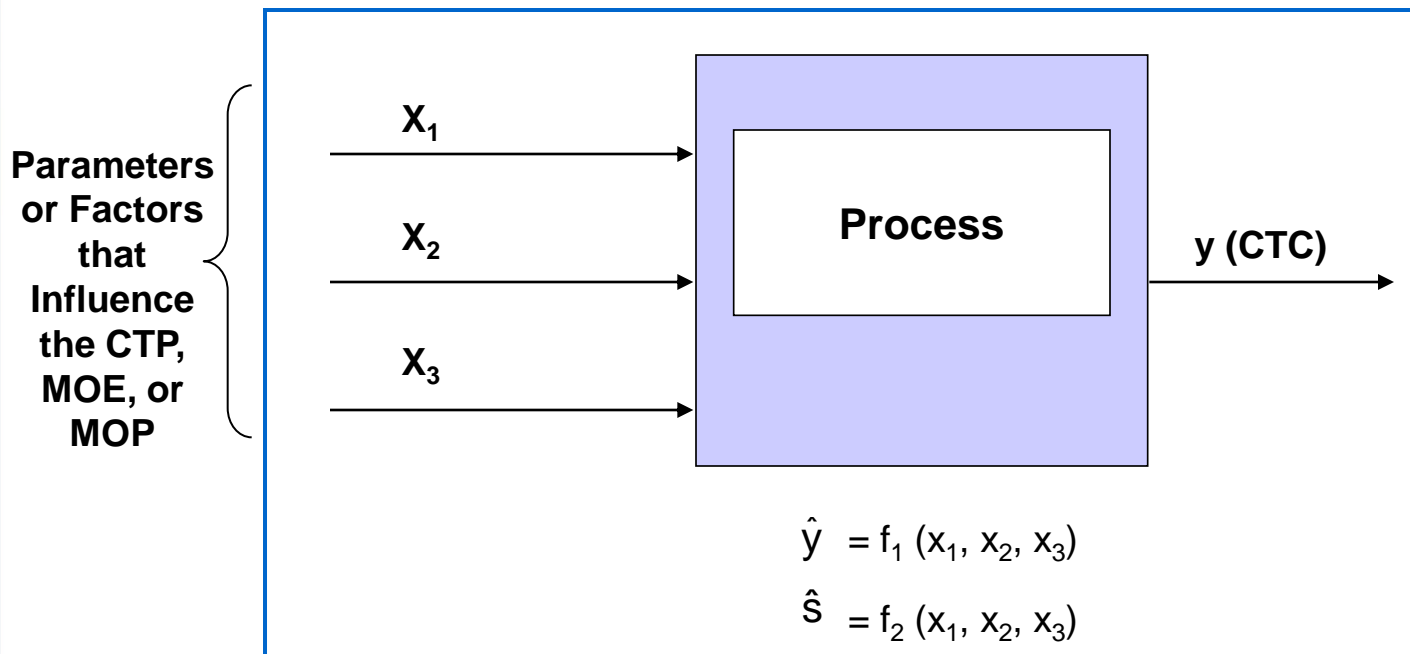 Parameters
or Factors
that
Influence
the CTP,
MOE, or
MOP
X₁
X₂
X₃
Process
y (CTC)
ŷ = f₁ (x₁, x₂, x₃)
ŝ = f₂ (x₁, x₂, x₃)